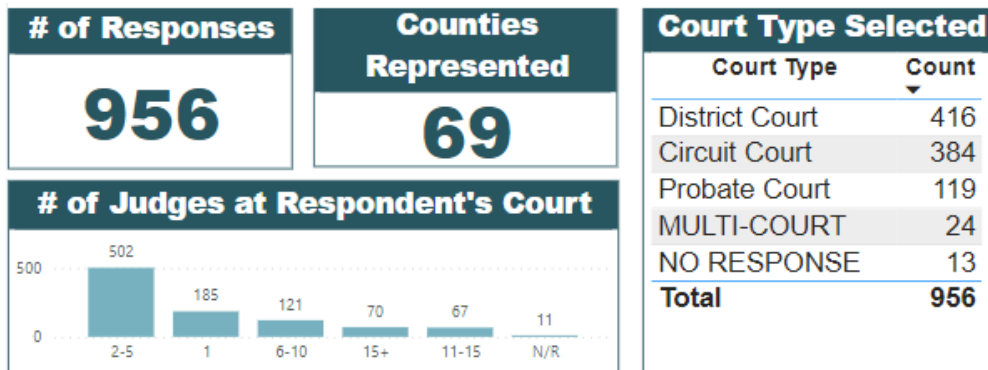 # of Responses
956
Counties
Represented
69
# of Judges at Respondent's Court
500
0
502
185
121
70
67
11
2-5
1
6-10
15+
11-15
N/R
Court Type Selected
Court Type Count
District Court 416
Circuit Court 384
Probate Court 119
MULTI-COURT 24
NO RESPONSE 13
Total 956